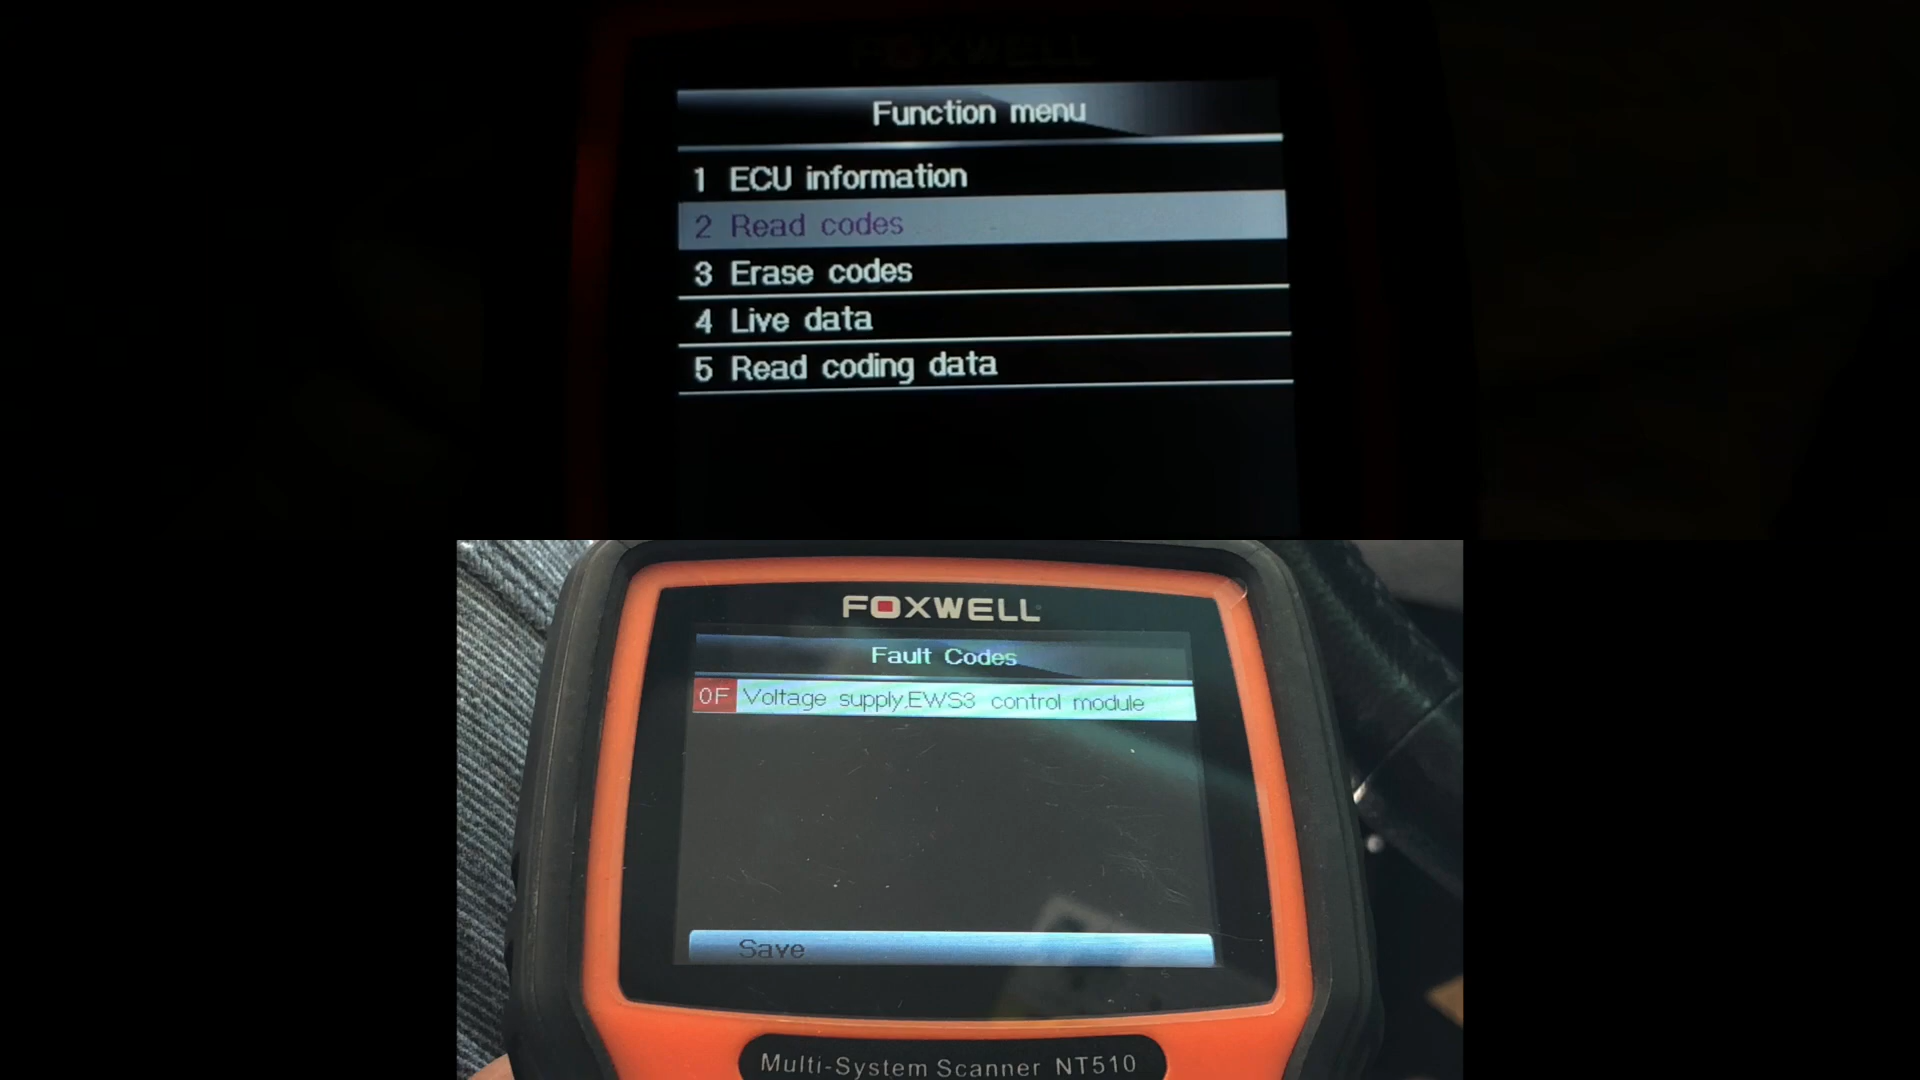 FOXWELL
Function menu
1 ECU information
2 Read codes
3 Erase codes
4 Live data
5 Read coding data
FOXWELL
Fault Codes
0F Voltage supply,EWS3 control module
Save
Multi-System Scanner NT510